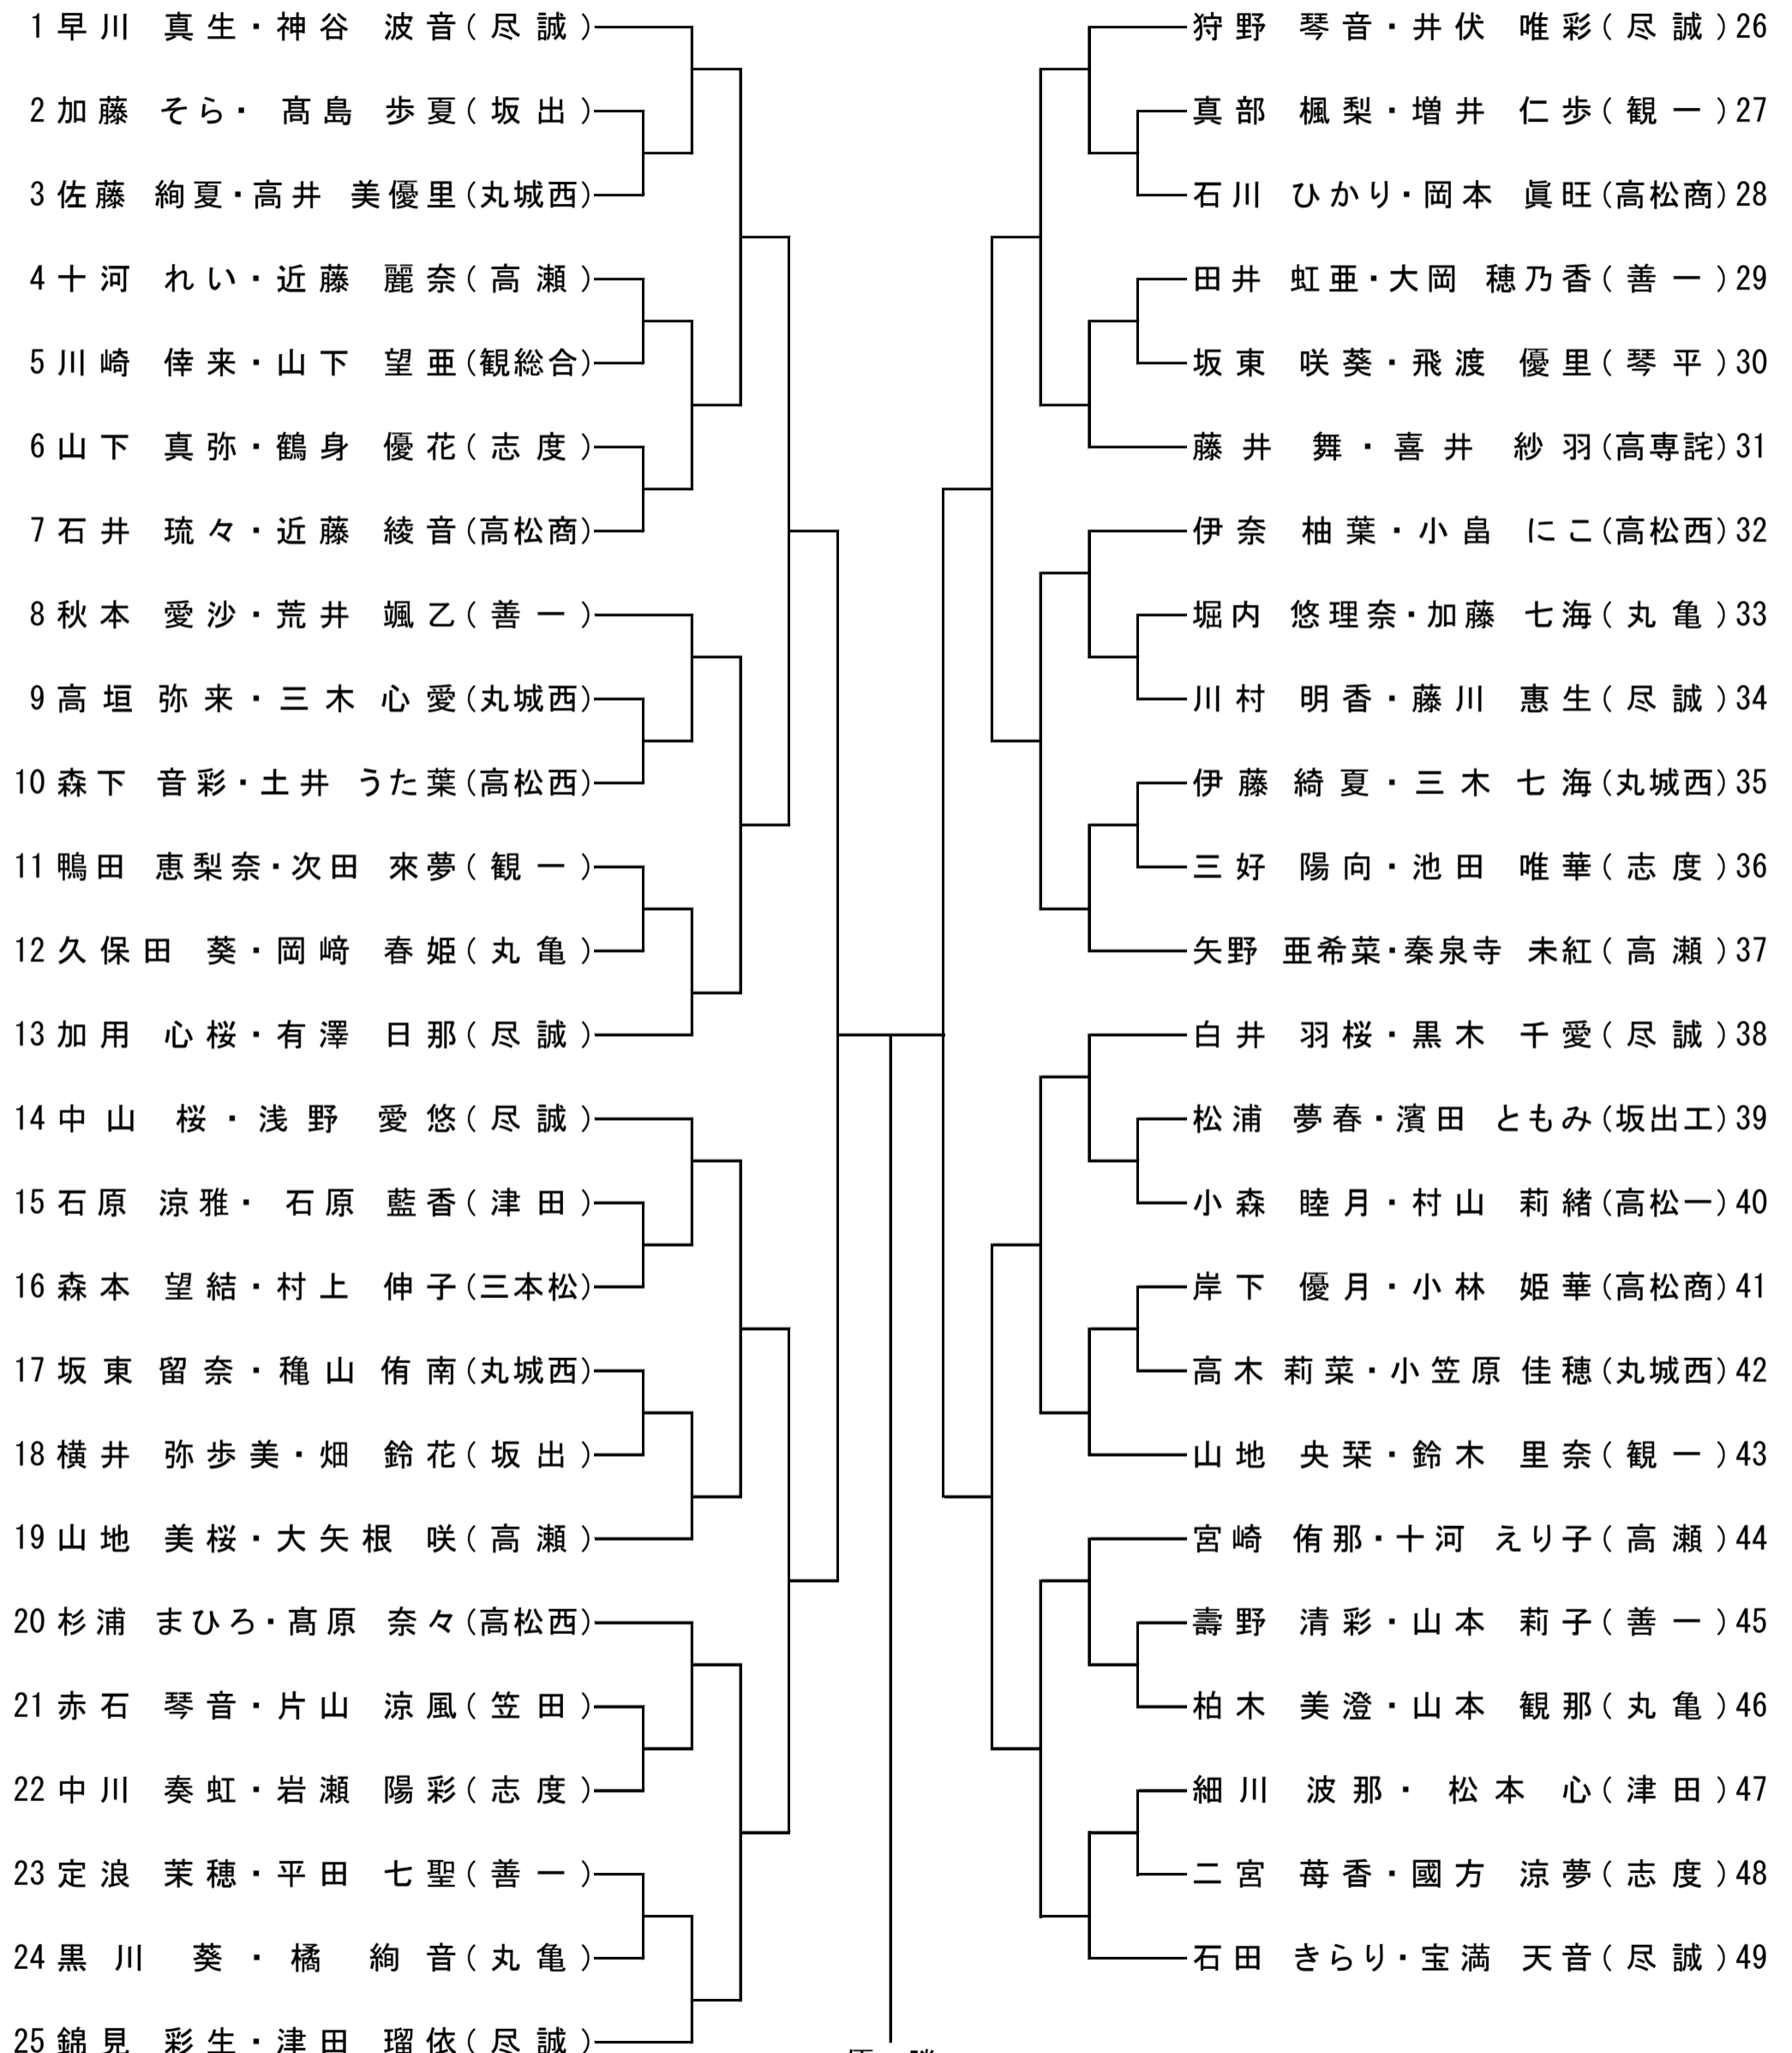 1 早川 真生・神谷 波音(尽誠)
2 加藤 そら・髙島 歩夏(坂出)
3 佐藤 絢夏・高井 美優里(丸城西)
4 十河 れい・近藤 麗奈(高瀬)
5 川崎 倖来・山下 望亜(観総合)
6 山下 真弥・鶴身 優花(志度)
7 石井 琉々・近藤 綾音(高松商)
8 秋本 愛沙・荒井 颯乙(善一)
9 高垣 弥来・三木 心愛(丸城西)
10 森下 音彩・土井 うた葉(高松西)
11 鴨田 恵梨奈・次田 來夢(観一)
12 久保田 葵・岡﨑 春姫(丸亀)
13 加用 心桜・有澤 日那(尽誠)
14 中山 桜・浅野 愛悠(尽誠)
15 石原 涼雅・石原 藍香(津田)
16 森本 望結・村上 伸子(三本松)
17 坂東 留奈・穐山 侑南(丸城西)
18 横井 弥歩美・畑 鈴花(坂出)
19 山地 美桜・大矢根 咲(高瀬)
20 杉浦 まひろ・髙原 奈々(高松西)
21 赤石 琴音・片山 涼風(笠田)
22 中川 奏虹・岩瀬 陽彩(志度)
23 定浪 茉穂・平田 七聖(善一)
24 黒川 葵・橘 絢音(丸亀)
25 錦見 彩生・津田 瑠依(尽誠)
狩野 琴音・井伏 唯彩(尽誠)26
真部 楓梨・増井 仁歩(観一)27
石川 ひかり・岡本 眞旺(高松商)28
田井 虹亜・大岡 穂乃香(善一)29
坂東 咲葵・飛渡 優里(琴平)30
藤井 舞・喜井 紗羽(高専詫)31
伊奈 柚葉・小畠 にこ(高松西)32
堀内 悠理奈・加藤 七海(丸亀)33
川村 明香・藤川 惠生(尽誠)34
伊藤 綺夏・三木 七海(丸城西)35
三好 陽向・池田 唯華(志度)36
矢野 亜希菜・秦泉寺 未紅(高瀬)37
白井 羽桜・黒木 千愛(尽誠)38
松浦 夢春・濱田 ともみ(坂出工)39
小森 睦月・村山 莉緒(高松一)40
岸下 優月・小林 姫華(高松商)41
高木 莉菜・小笠原 佳穂(丸城西)42
山地 央栞・鈴木 里奈(観一)43
宮崎 侑那・十河 えり子(高瀬)44
壽野 清彩・山本 莉子(善一)45
柏木 美澄・山本 観那(丸亀)46
細川 波那・松本 心(津田)47
二宮 苺香・國方 涼夢(志度)48
石田 きらり・宝満 天音(尽誠)49